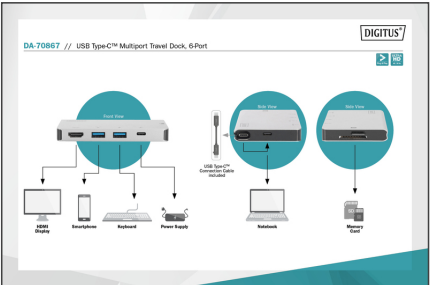 DIGITUS®
DA-70867 // USB Type-C™ Multiport Travel Dock, 6-Port
HD
Front View
Side View
Side View
USB Type-C™
Connection Cable
included
HDMI
Display
Smartphone
Keyboard
Power Supply
Notebook
Memory
Card